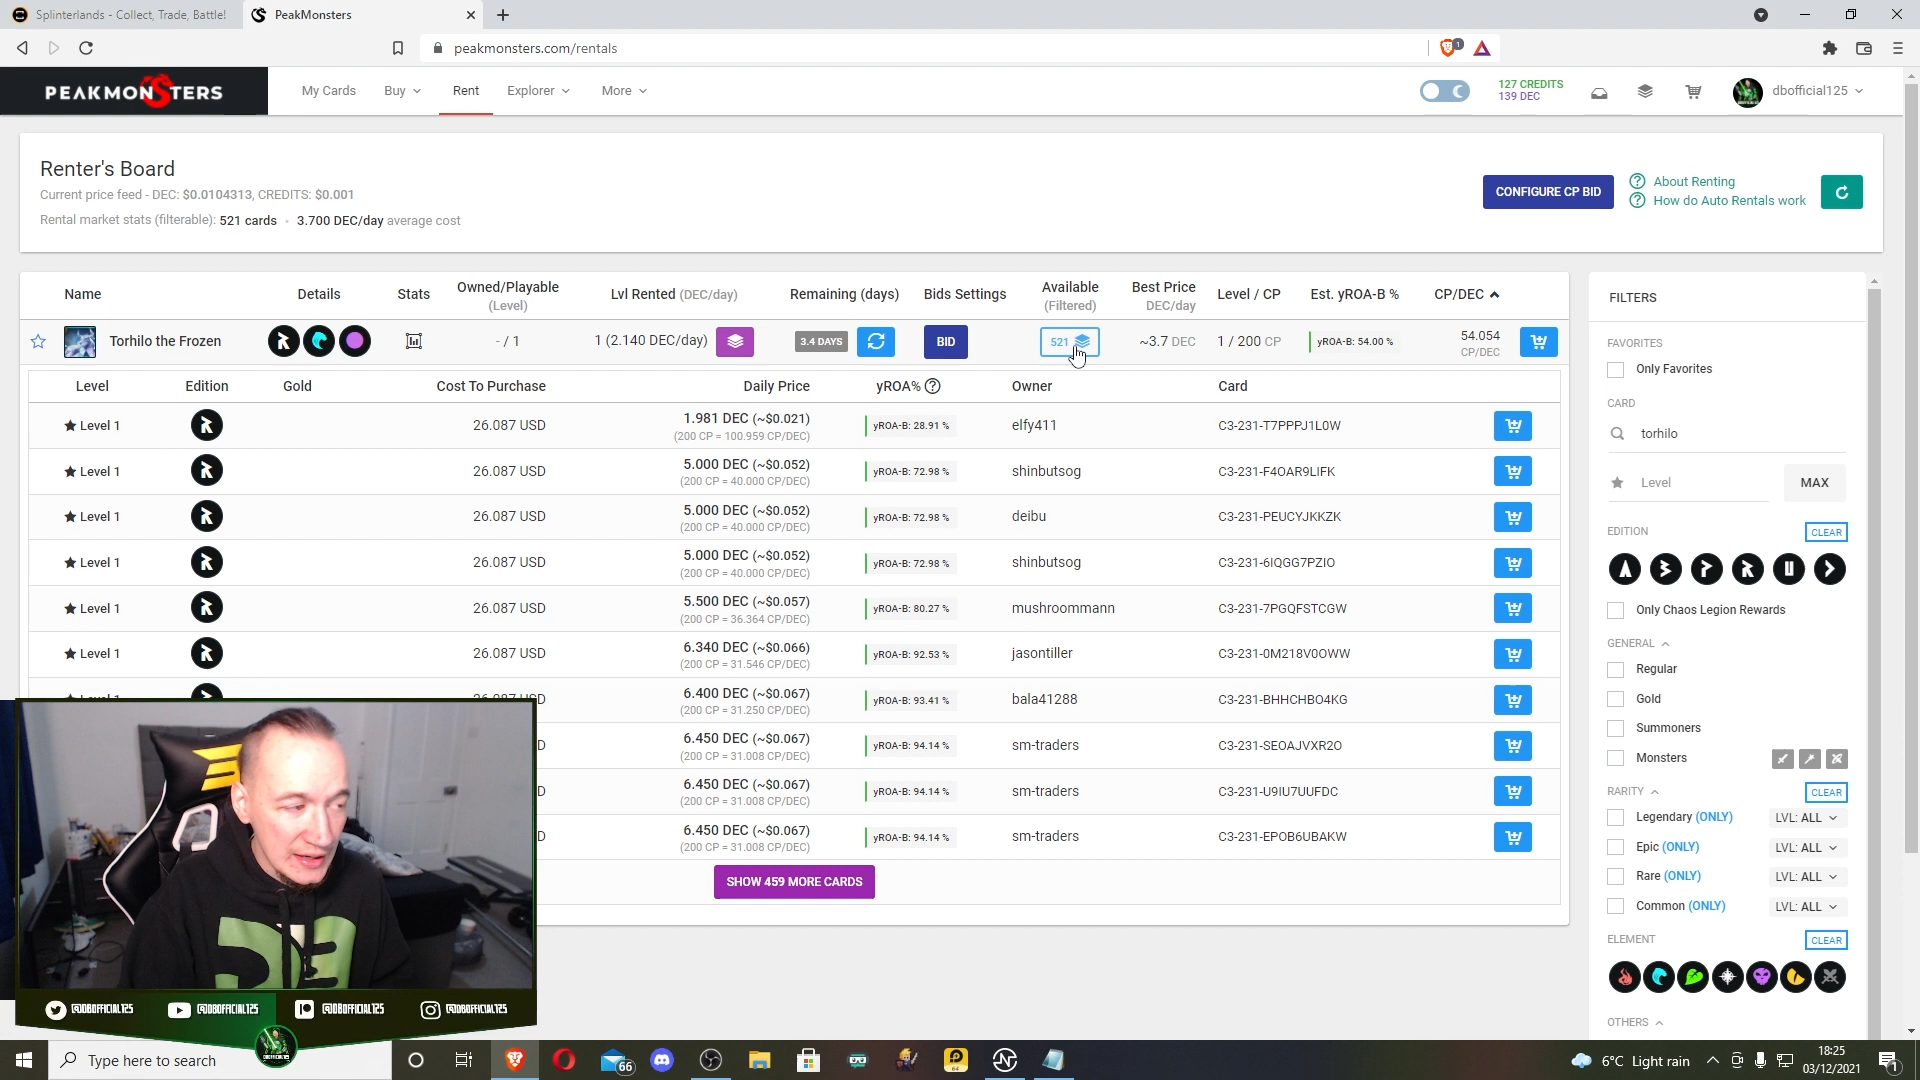 Splinterlands - Collect, Trade, Battle!
PeakMonsters
peakmonsters.com/rentals
1
PEAKMONSTERS
My Cards
Buy
Rent
Explorer
More
127 CREDITS
139 DEC
dbofficial125
Renter's Board
Current price feed - DEC: $0.0104313, CREDITS: $0.001
Rental market stats (filterable): 521 cards • 3.700 DEC/day average cost
CONFIGURE CP BID
About Renting
How do Auto Rentals work
Name
Details
Stats
Owned/Playable
(Level)
Lvl Rented (DEC/day)
Remaining (days)
Bids Settings
Available
(Filtered)
Best Price
DEC/day
Level / CP
Est. yROA-B %
CP/DEC
Torhilo the Frozen
- / 1
1 (2.140 DEC/day)
3.4 DAYS
BID
521
~3.7 DEC
1 / 200 CP
yROA-B: 54.00 %
54.054
CP/DEC
Level Edition Gold Cost To Purchase Daily Price yROA% Owner Card
Level 1 26.087 USD 1.981 DEC (~$0.021) yROA-B: 28.91 % elfy411 C3-231-T7PPPJ1L0W
(200 CP = 100.959 CP/DEC)
Level 1 26.087 USD 5.000 DEC (~$0.052) yROA-B: 72.98 % shinbutsog C3-231-F4OAR9LIFK
(200 CP = 40.000 CP/DEC)
Level 1 26.087 USD 5.000 DEC (~$0.052) yROA-B: 72.98 % deibu C3-231-PEUCYJKKZK
(200 CP = 40.000 CP/DEC)
Level 1 26.087 USD 5.000 DEC (~$0.052) yROA-B: 72.98 % shinbutsog C3-231-6IQGG7PZIO
(200 CP = 40.000 CP/DEC)
Level 1 26.087 USD 5.500 DEC (~$0.057) yROA-B: 80.27 % mushroommann C3-231-7PGQFSTCGW
(200 CP = 36.364 CP/DEC)
Level 1 26.087 USD 6.340 DEC (~$0.066) yROA-B: 92.53 % jasontiller C3-231-0M218V0OWW
(200 CP = 31.546 CP/DEC)
6.400 DEC (~$0.067) yROA-B: 93.41 % bala41288 C3-231-BHHCHBO4KG
(200 CP = 31.250 CP/DEC)
D 6.450 DEC (~$0.067) yROA-B: 94.14 % sm-traders C3-231-SEOAJVXR2O
(200 CP = 31.008 CP/DEC)
D 6.450 DEC (~$0.067) yROA-B: 94.14 % sm-traders C3-231-U9IU7UUFDC
(200 CP = 31.008 CP/DEC)
D 6.450 DEC (~$0.067) yROA-B: 94.14 % sm-traders C3-231-EPOB6UBAKW
(200 CP = 31.008 CP/DEC)
SHOW 459 MORE CARDS
FILTERS
FAVORITES
Only Favorites
CARD
torhilo
Level
MAX
EDITION
CLEAR
Only Chaos Legion Rewards
GENERAL
Regular
Gold
Summoners
Monsters
RARITY
CLEAR
Legendary (ONLY) LVL: ALL
Epic (ONLY) LVL: ALL
Rare (ONLY) LVL: ALL
Common (ONLY) LVL: ALL
ELEMENT
CLEAR
OTHERS
@DBOFFICIAL125 @DBOFFICIAL125 @DBOFFICIAL125 @DBOFFICIAL125
Type here to search
66
64
6°C Light rain
18:25
03/12/2021
1